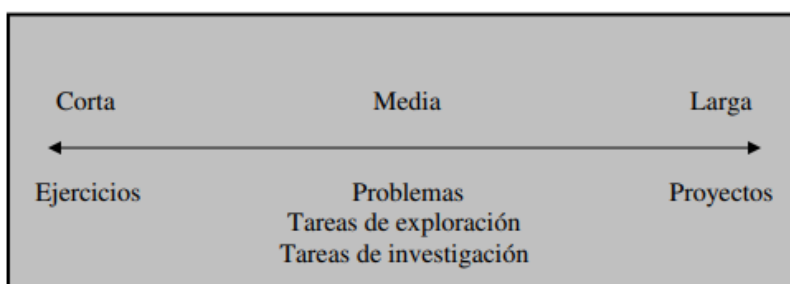 Corta Media Larga
Ejercicios Problemas Proyectos
Tareas de exploración
Tareas de investigación